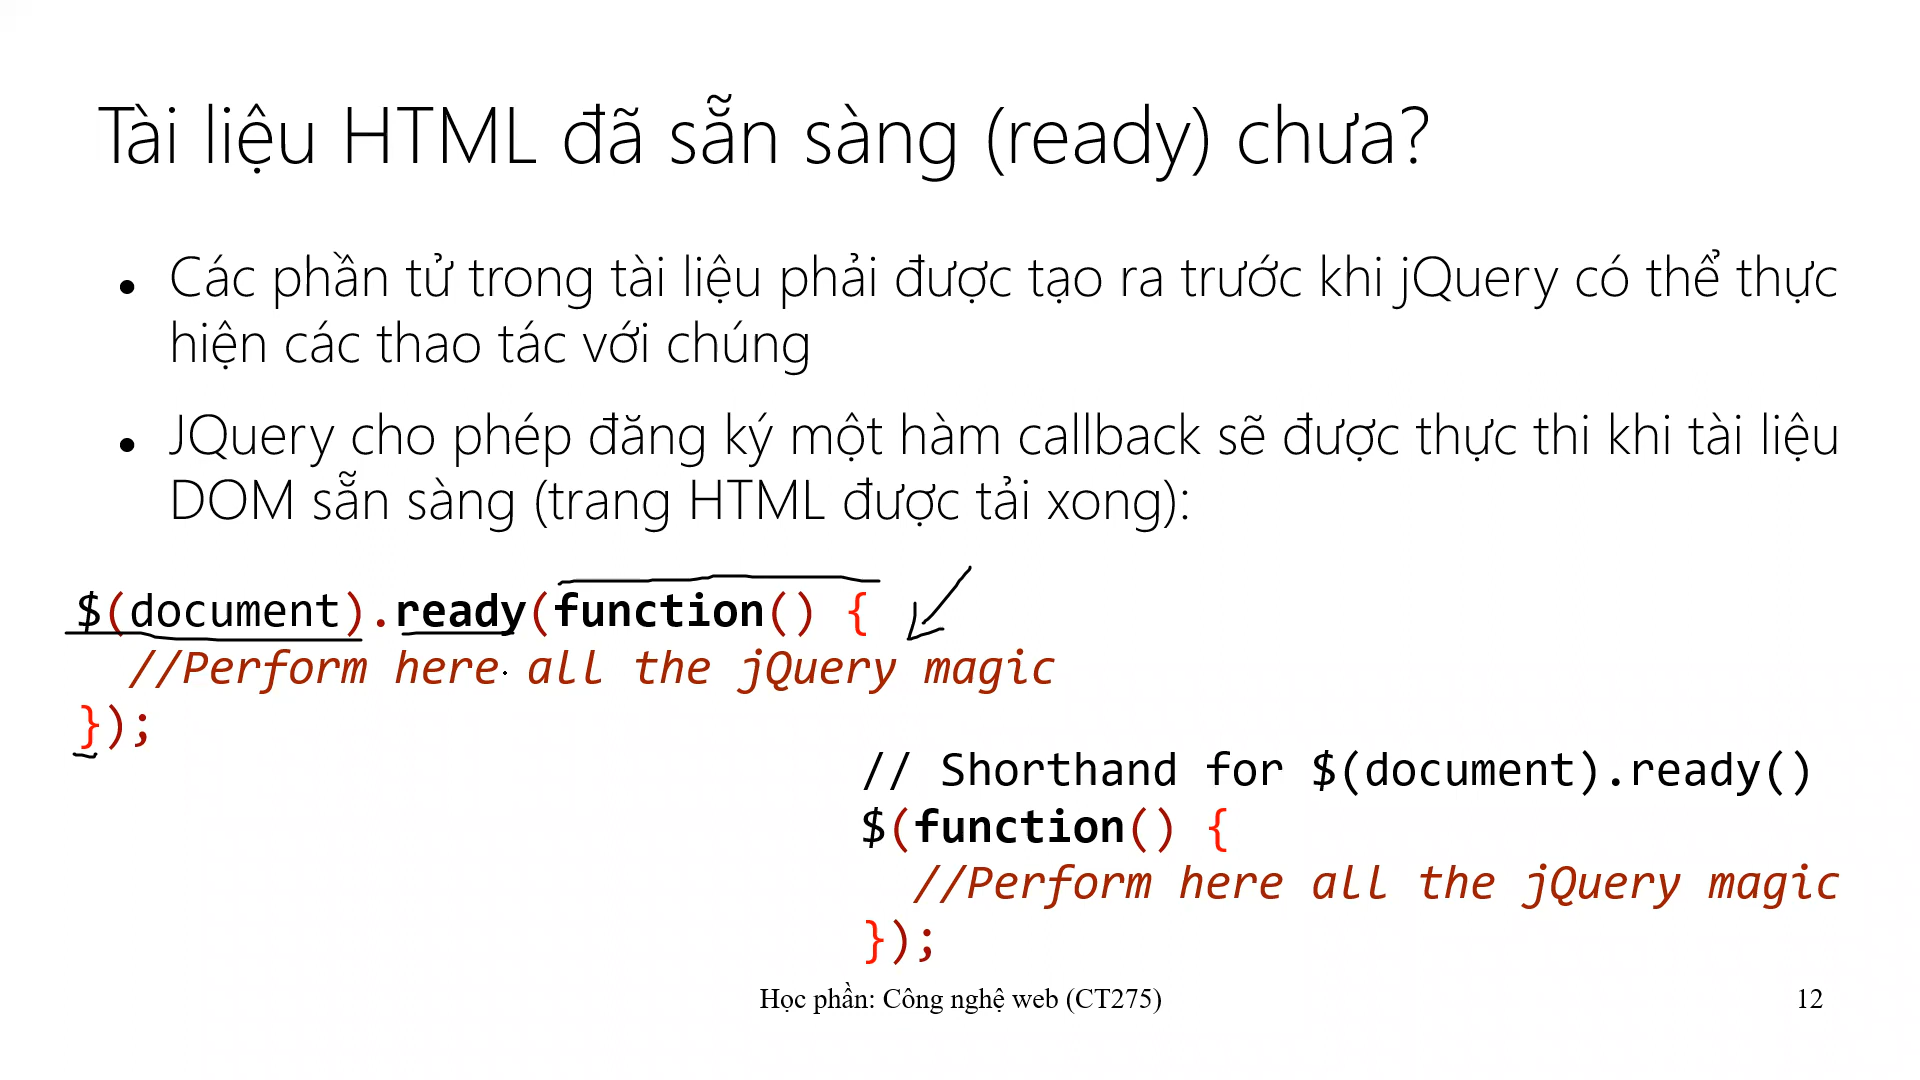 Tài liệu HTML đã sẵn sàng (ready) chưa?
• Các phần tử trong tài liệu phải được tạo ra trước khi jQuery có thể thực
hiện các thao tác với chúng
• JQuery cho phép đăng ký một hàm callback sẽ được thực thi khi tài liệu
DOM sẵn sàng (trang HTML được tải xong):
$(document).ready(function() {
//Perform here all the jQuery magic
});
// Shorthand for $(document).ready()
$(function() {
//Perform here all the jQuery magic
});
Học phần: Công nghệ web (CT275)
12